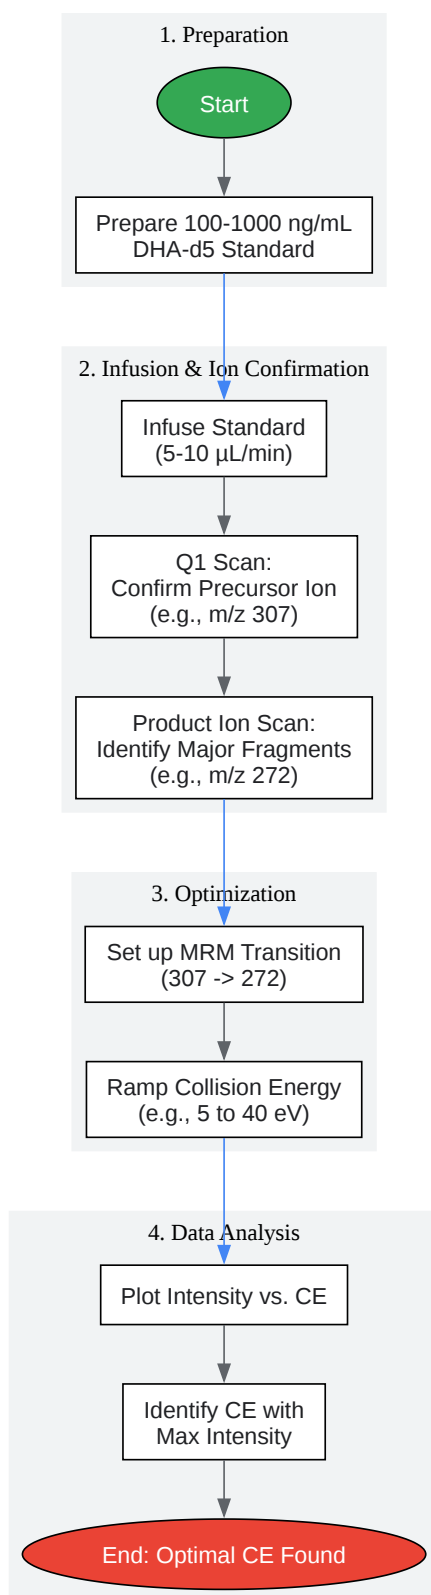 1. Preparation
Start
Prepare 100-1000 ng/mL
DHA-d5 Standard
2. Infusion & Ion Confirmation
Infuse Standard
(5-10 µL/min)
Q1 Scan:
Confirm Precursor Ion
(e.g., m/z 307)
Product Ion Scan:
Identify Major Fragments
(e.g., m/z 272)
3. Optimization
Set up MRM Transition
(307 -> 272)
Ramp Collision Energy
(e.g., 5 to 40 eV)
4. Data Analysis
Plot Intensity vs. CE
Identify CE with
Max Intensity
End: Optimal CE Found